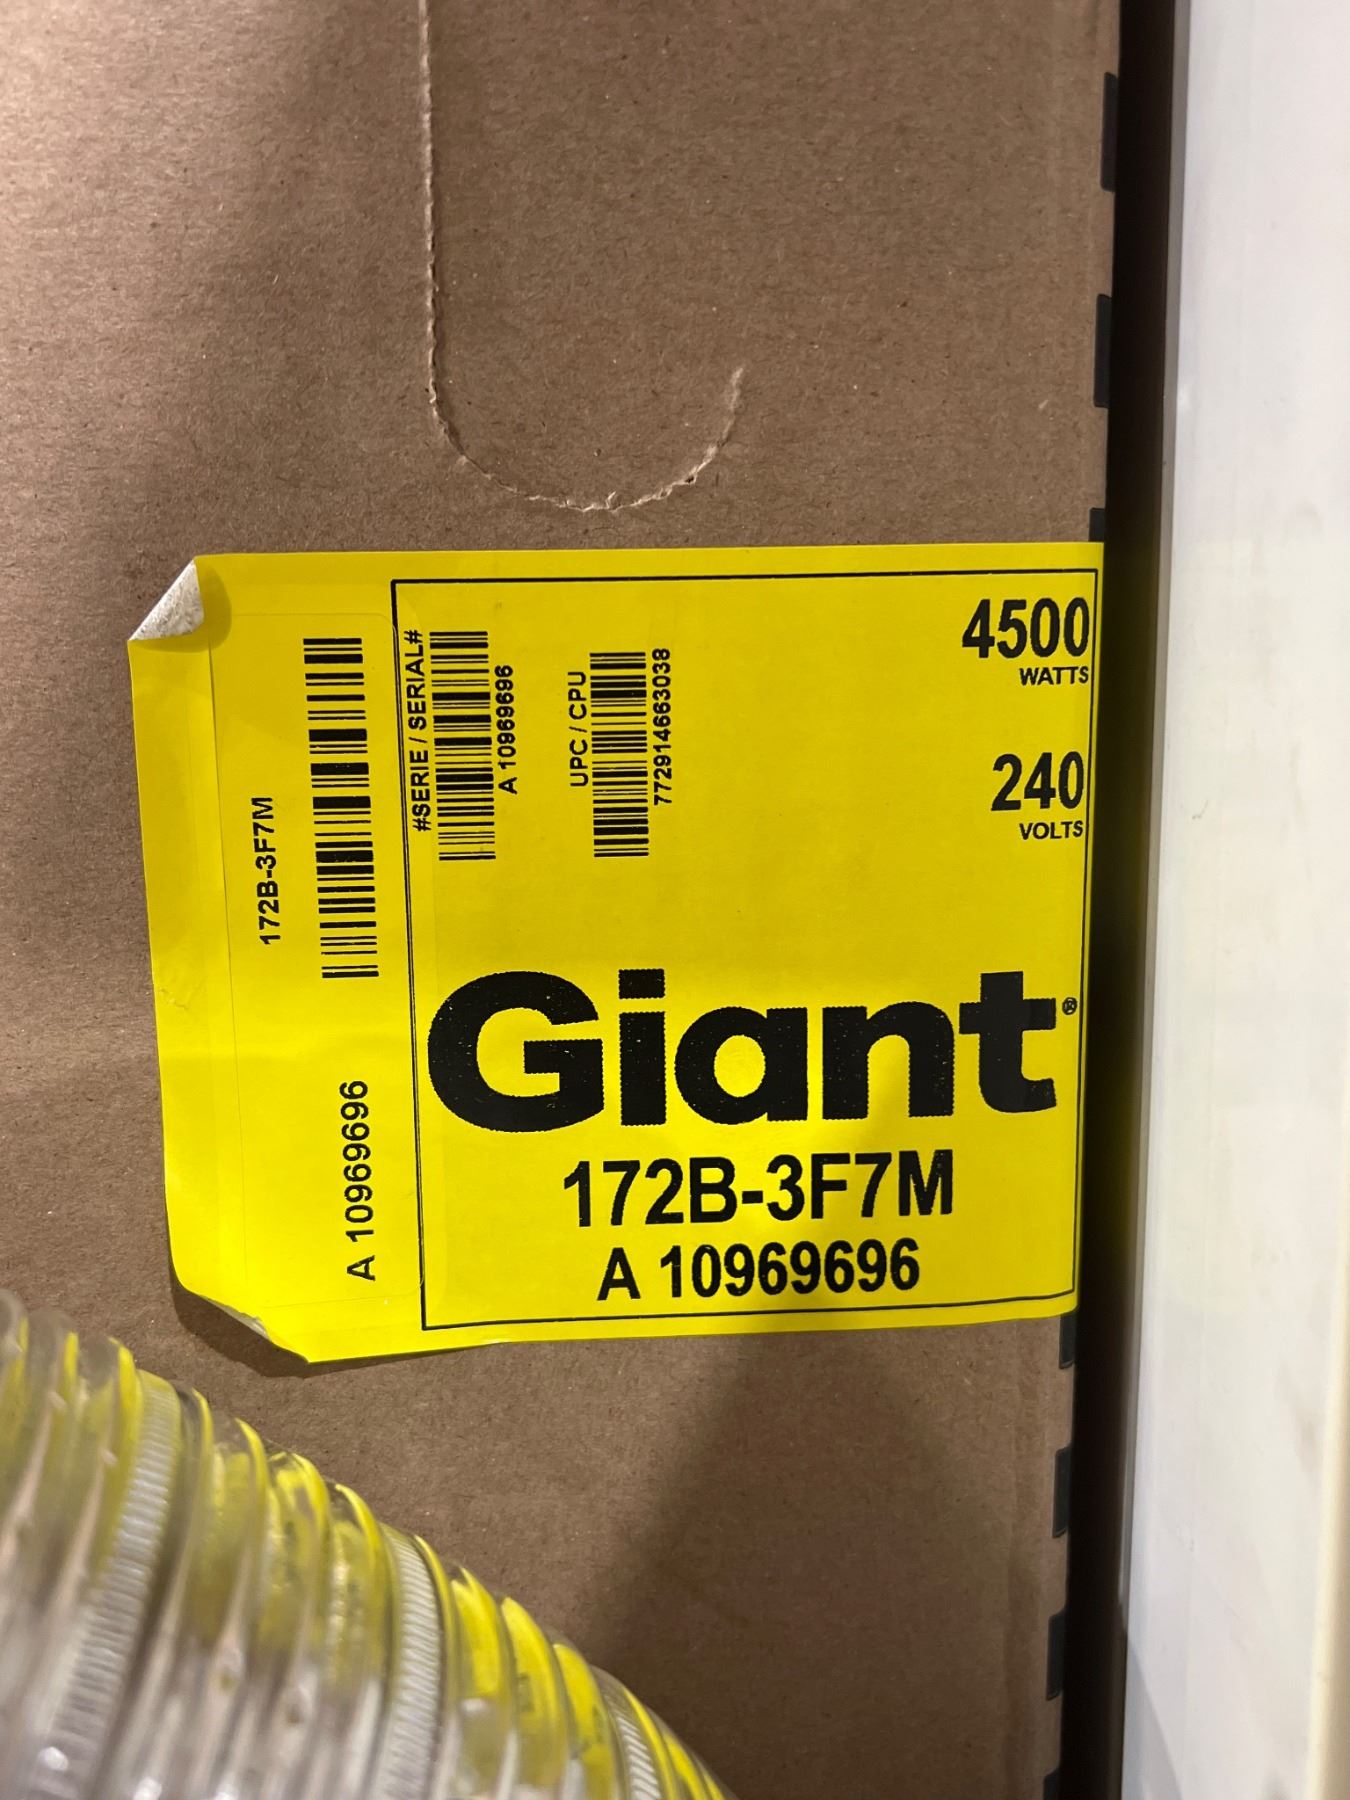 4500
WATTS
240
VOLTS
#SERIE / SERIAL#
A 10969696
UPC / CPU
772914663038
172B-3F7M
A 10969696
Giant®
172B-3F7M
A 10969696